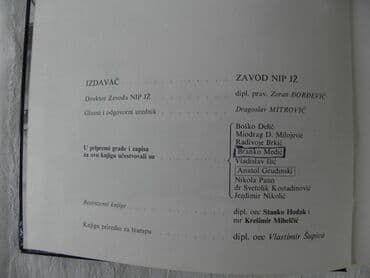 IZDAVAČ . . . ZAVOD NIP JŽ
Direktor Zavoda NIP JŽ . . . dipl. prav. Zoran ĐORĐEVIĆ
Glavni i odgovorni urednik . . . Dragoslav MITROVIĆ
Boško Delić
Miodrag D. Milojević
Radivoje Brkić
U pripremi građe i zapisa Branko Medić
za ovu knjigu učestvovali su Vladislav Ilić
Anatol Grudinski
Nikola Pano
dr Svetolik Kostadinović
Jezdimir Nikolić
Recenzenti knjige dipl. oec Stanko Hodak i
mr Krešimir Mihelčić
Knjigu priredio za štampu dipl. oec Vlastimir Šupica